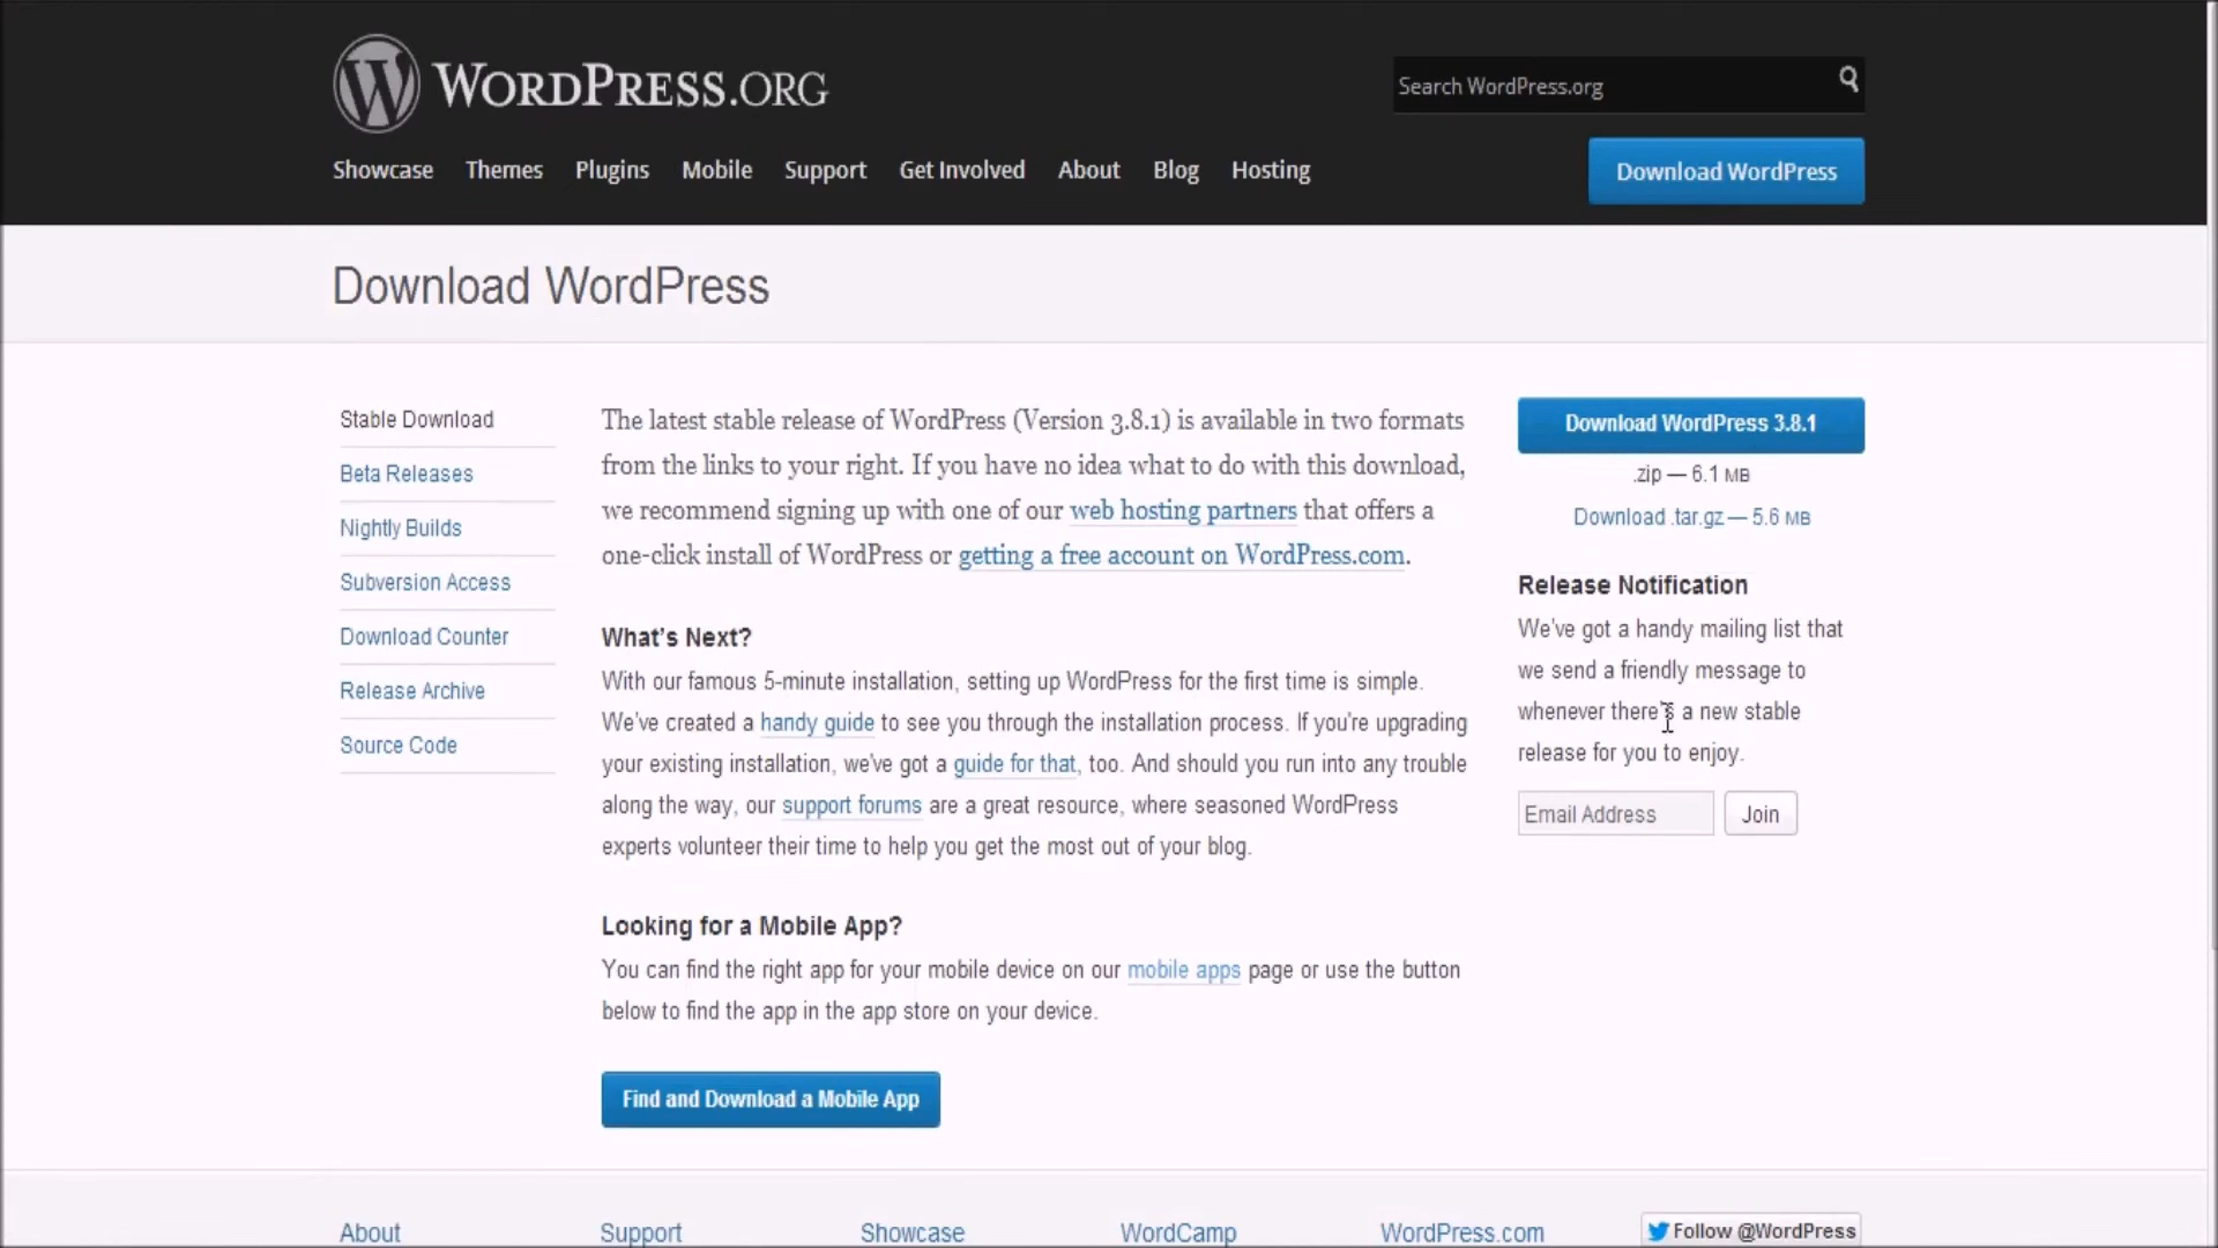 WORDPRESS.ORG
Search WordPress.org
Showcase Themes Plugins Mobile Support Get Involved About Blog Hosting
Download WordPress
Download WordPress
Stable Download
Beta Releases
Nightly Builds
Subversion Access
Download Counter
Release Archive
Source Code
The latest stable release of WordPress (Version 3.8.1) is available in two formats
from the links to your right. If you have no idea what to do with this download,
we recommend signing up with one of our web hosting partners that offers a
one-click install of WordPress or getting a free account on WordPress.com.
What's Next?
With our famous 5-minute installation, setting up WordPress for the first time is simple.
We've created a handy guide to see you through the installation process. If you're upgrading
your existing installation, we've got a guide for that, too. And should you run into any trouble
along the way, our support forums are a great resource, where seasoned WordPress
experts volunteer their time to help you get the most out of your blog.
Looking for a Mobile App?
You can find the right app for your mobile device on our mobile apps page or use the button
below to find the app in the app store on your device.
Find and Download a Mobile App
Download WordPress 3.8.1
.zip — 6.1 MB
Download .tar.gz — 5.6 MB
Release Notification
We've got a handy mailing list that
we send a friendly message to
whenever there's a new stable
release for you to enjoy.
Email Address Join
About Support Showcase WordCamp WordPress.com Follow @WordPress